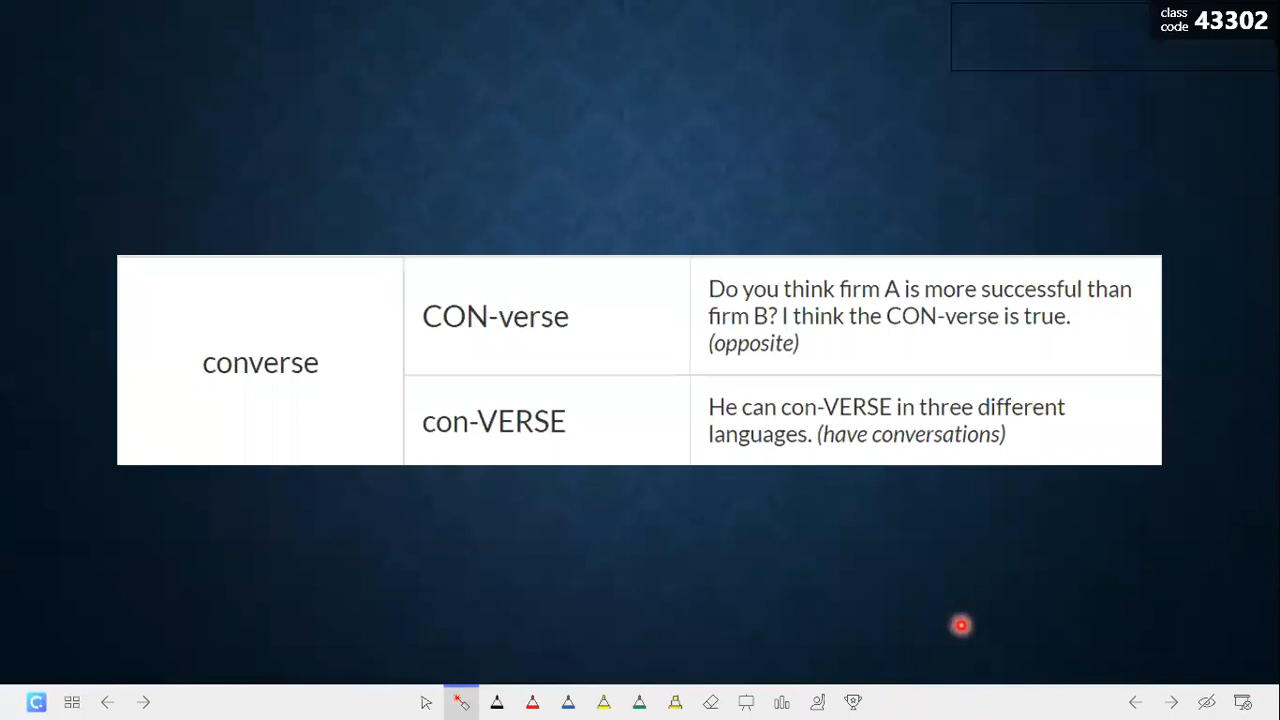 class
code 43302
converse
CON-verse
Do you think firm A is more successful than
firm B? I think the CON-verse is true.
(opposite)
con-VERSE
He can con-VERSE in three different
languages. (have conversations)